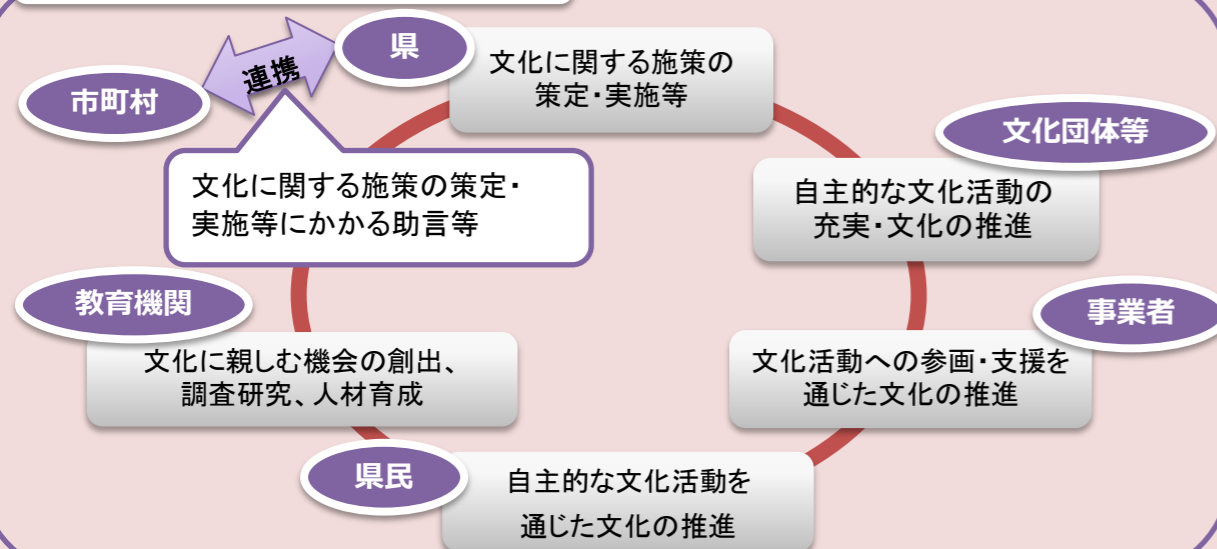 県
連携
市町村
文化に関する施策の
策定・実施等
文化に関する施策の策定・
実施等にかかる助言等
文化団体等
自主的な文化活動の
充実・文化の推進
事業者
文化活動への参画・支援を
通じた文化の推進
県民
自主的な文化活動を
通じた文化の推進
教育機関
文化に親しむ機会の創出、
調査研究、人材育成